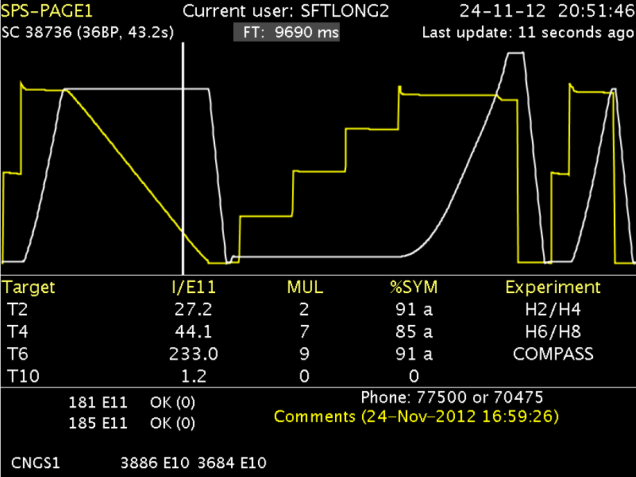 SPS-PAGE1 Current user: SFTLONG2 24-11-12 20:51:46
SC 38736 (36BP, 43.2s) FT: 9690 ms Last update: 11 seconds ago
Target I/E11 MUL %SYM Experiment
T2 27.2 2 91 a H2/H4
T4 44.1 7 85 a H6/H8
T6 233.0 9 91 a COMPASS
T10 1.2 0 0
Phone: 77500 or 70475
181 E11 OK (0)
Comments (24-Nov-2012 16:59:26)
185 E11 OK (0)
CNGS1 3886 E10 3684 E10